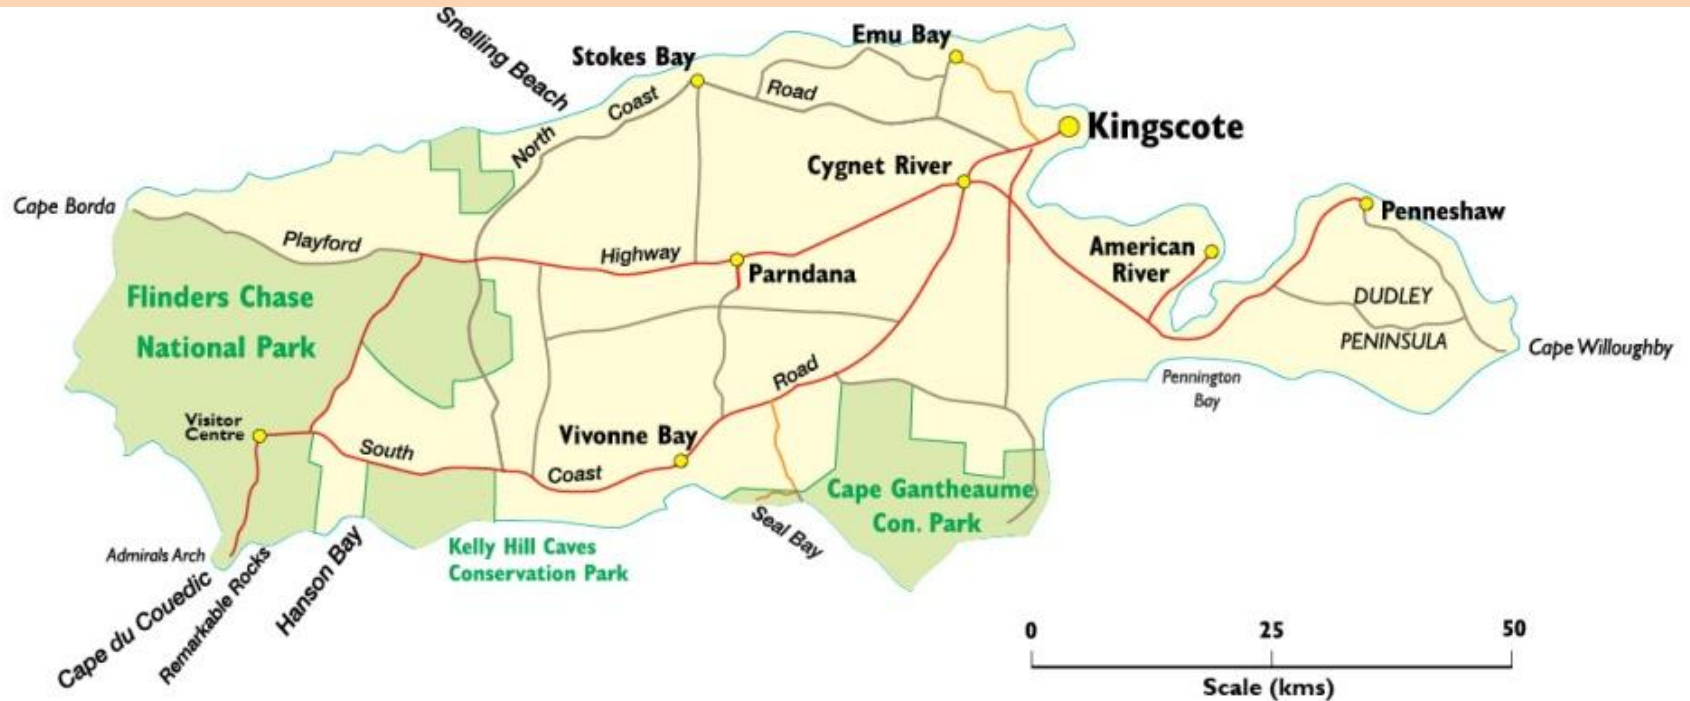 Snelling Beach
Stokes Bay
Emu Bay
North
Coast
Road
Kingscote
Cygnet River
Cape Borda
Playford
Highway
Parndana
American
River
Penneshaw
Flinders Chase
National Park
DUDLEY
PENINSULA
Cape Willoughby
Pennington
Bay
Visitor
Centre
South
Coast
Road
Vivonne Bay
Cape Gantheaume
Con. Park
Seal Bay
Kelly Hill Caves
Conservation Park
Admirals Arch
Cape du Couedic
Remarkable Rocks
Hanson Bay
0 25 50
Scale (kms)